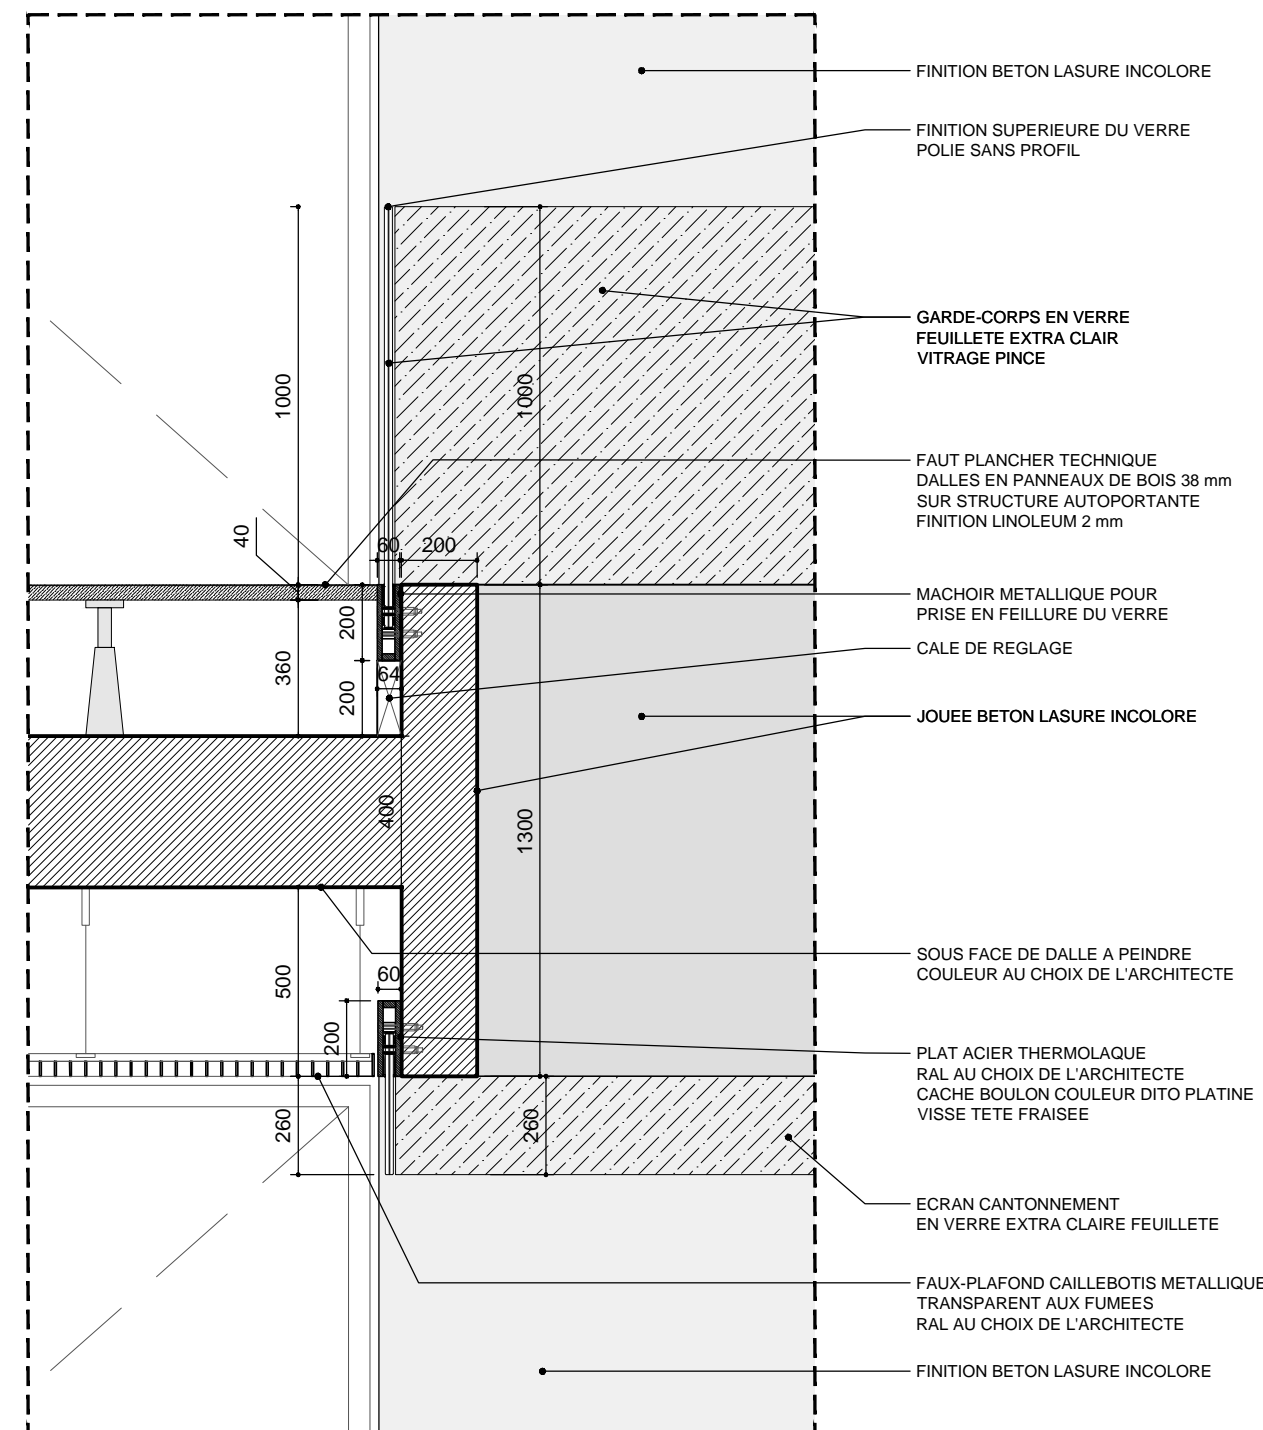 FINITION BETON LASURE INCOLORE
FINITION SUPERIEURE DU VERRE
POLIE SANS PROFIL
1000
1000
GARDE-CORPS EN VERRE
FEUILLETE EXTRA CLAIR
VITRAGE PINCE
FAUT PLANCHER TECHNIQUE
DALLES EN PANNEAUX DE BOIS 38 mm
SUR STRUCTURE AUTOPORTANTE
FINITION LINOLEUM 2 mm
40
60
200
MACHOIR METALLIQUE POUR
PRISE EN FEILLURE DU VERRE
200
360
CALE DE REGLAGE
64
200
JOUEE BETON LASURE INCOLORE
400
1300
SOUS FACE DE DALLE A PEINDRE
COULEUR AU CHOIX DE L'ARCHITECTE
500
60
200
PLAT ACIER THERMOLAQUE
RAL AU CHOIX DE L'ARCHITECTE
CACHE BOULON COULEUR DITO PLATINE
VISSE TETE FRAISEE
260
260
ECRAN CANTONNEMENT
EN VERRE EXTRA CLAIRE FEUILLETE
FAUX-PLAFOND CAILLEBOTIS METALLIQUE
TRANSPARENT AUX FUMEES
RAL AU CHOIX DE L'ARCHITECTE
FINITION BETON LASURE INCOLORE